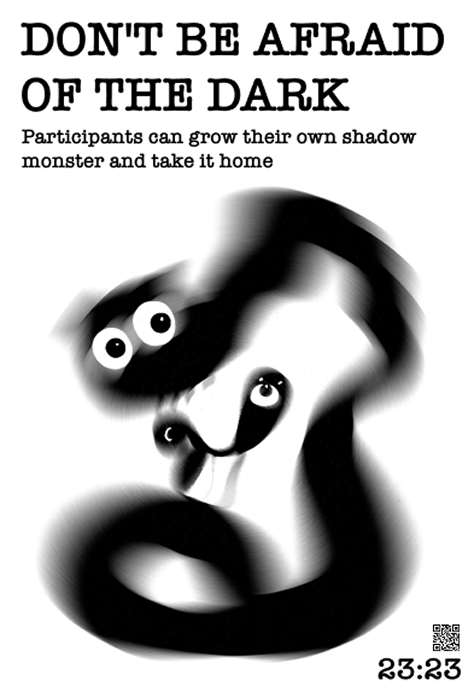 DON'T BE AFRAID
OF THE DARK
Participants can grow their own shadow
monster and take it home
23:23